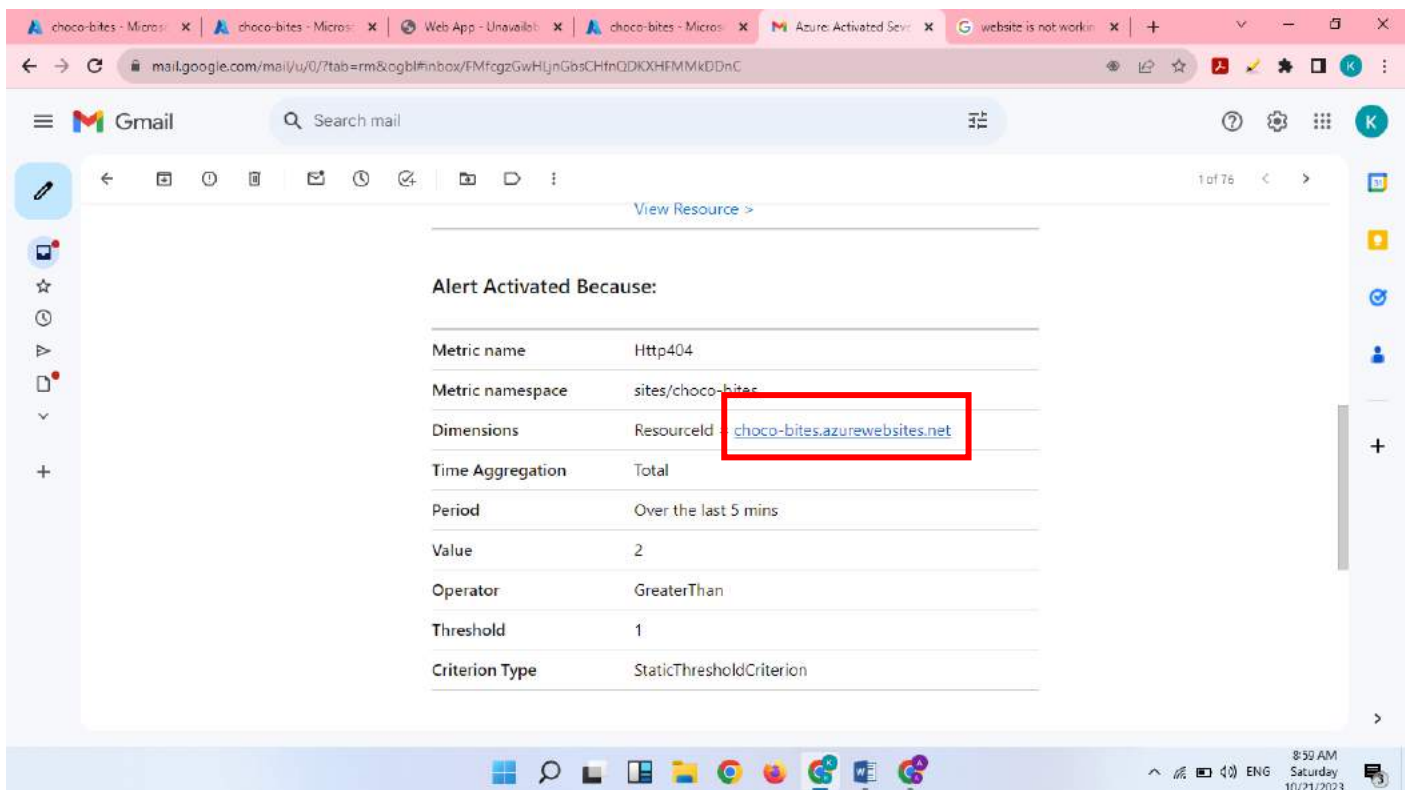 choco-bites - Micros
choco-bites - Micros
Web App - Unavailab
choco-bites - Micros
Azure: Activated Seve
website is not workin
mail.google.com/mail/u/0/?tab=rm&ogbl#inbox/FMfcgzGwHLjnGbsCHfnQDKXHFMMkDDnC
K
Gmail
Search mail
K
1 of 76
31
View Resource >
Alert Activated Because:
Metric name Http404
Metric namespace sites/choco-bites
Dimensions ResourceId = choco-bites.azurewebsites.net
Time Aggregation Total
Period Over the last 5 mins
Value 2
Operator GreaterThan
Threshold 1
Criterion Type StaticThresholdCriterion
ENG
8:59 AM
Saturday
10/21/2023
3